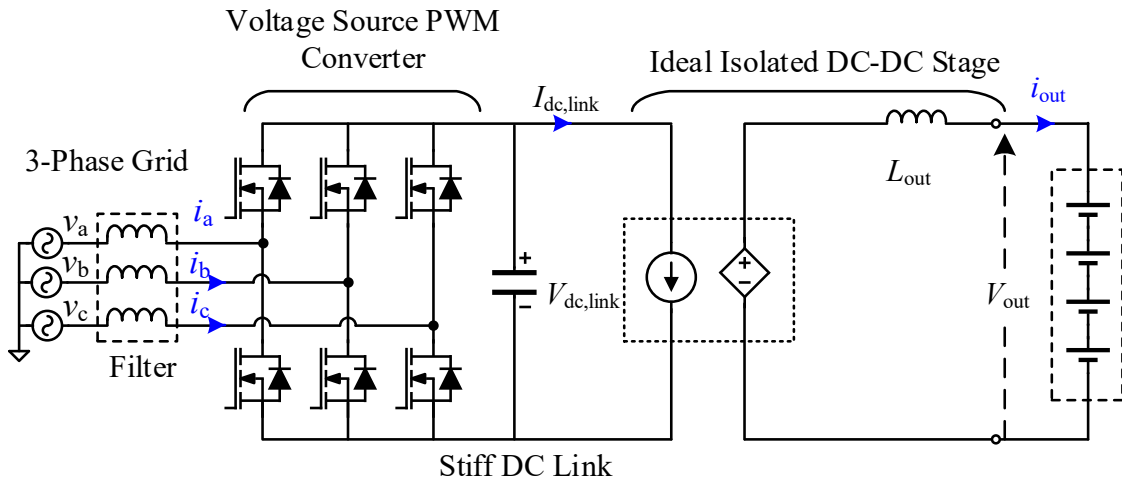 Voltage Source PWM
Converter
Ideal Isolated DC-DC Stage
I_dc,link
i_out
3-Phase Grid
L_out
v_a
i_a
v_b
i_b
v_c
i_c
+
−
V_dc,link
+
−
V_out
Filter
Stiff DC Link